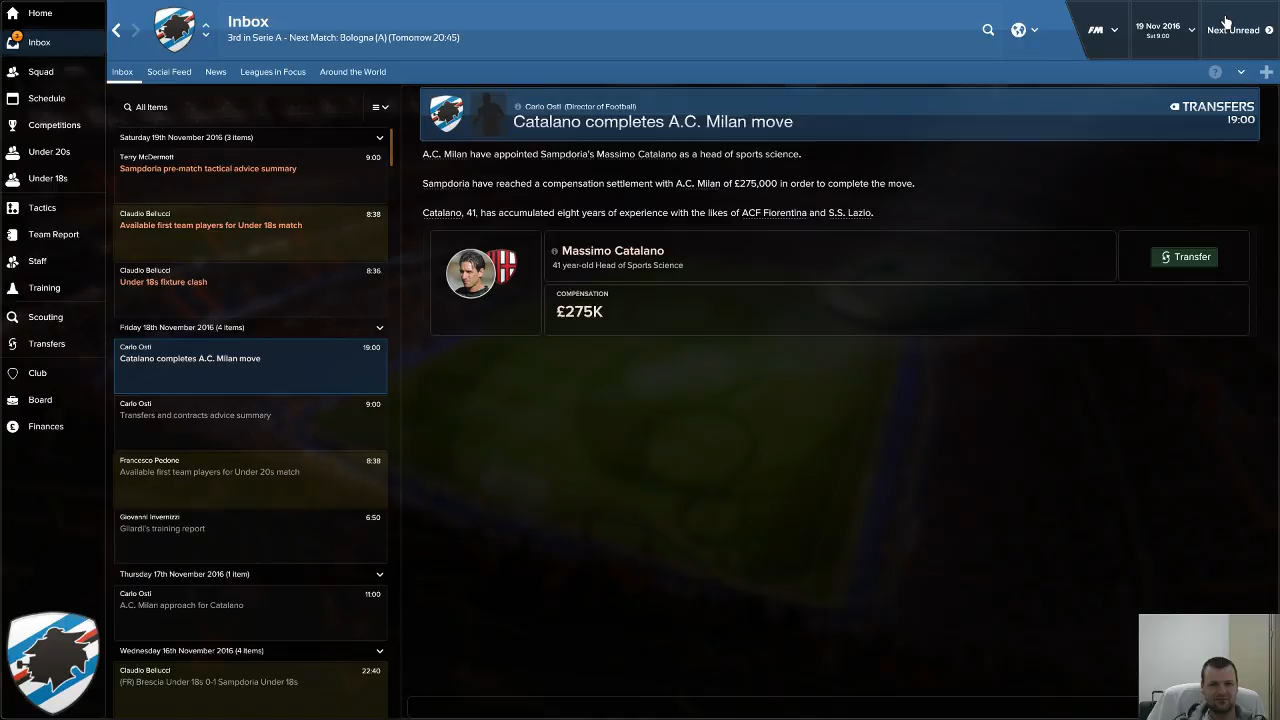 Home
Inbox
3
Squad
Schedule
Competitions
Under 20s
Under 18s
Tactics
Team Report
Staff
Training
Scouting
Transfers
Club
Board
Finances
Inbox
3rd in Serie A - Next Match: Bologna (A) (Tomorrow 20:45)
FM
19 Nov 2016
Sat 9:00
Next Unread
Inbox
Social Feed
News
Leagues in Focus
Around the World
All Items
Saturday 19th November 2016 (3 items)
Terry McDermott 9:00
Sampdoria pre-match tactical advice summary
Claudio Bellucci 8:38
Available first team players for Under 18s match
Claudio Bellucci 8:36
Under 18s fixture clash
Friday 18th November 2016 (4 items)
Carlo Osti 19:00
Catalano completes A.C. Milan move
Carlo Osti 9:00
Transfers and contracts advice summary
Francesco Pedone 8:38
Available first team players for Under 20s match
Giovanni Invernizzi 6:50
Gilardi's training report
Thursday 17th November 2016 (1 item)
Carlo Osti 11:00
A.C. Milan approach for Catalano
Wednesday 16th November 2016 (4 items)
Claudio Bellucci 22:40
(FR) Brescia Under 18s 0-1 Sampdoria Under 18s
Carlo Osti (Director of Football)
Catalano completes A.C. Milan move
TRANSFERS
19:00
A.C. Milan have appointed Sampdoria's Massimo Catalano as a head of sports science.
Sampdoria have reached a compensation settlement with A.C. Milan of £275,000 in order to complete the move.
Catalano, 41, has accumulated eight years of experience with the likes of ACF Fiorentina and S.S. Lazio.
Massimo Catalano
41 year-old Head of Sports Science
Transfer
COMPENSATION
£275K